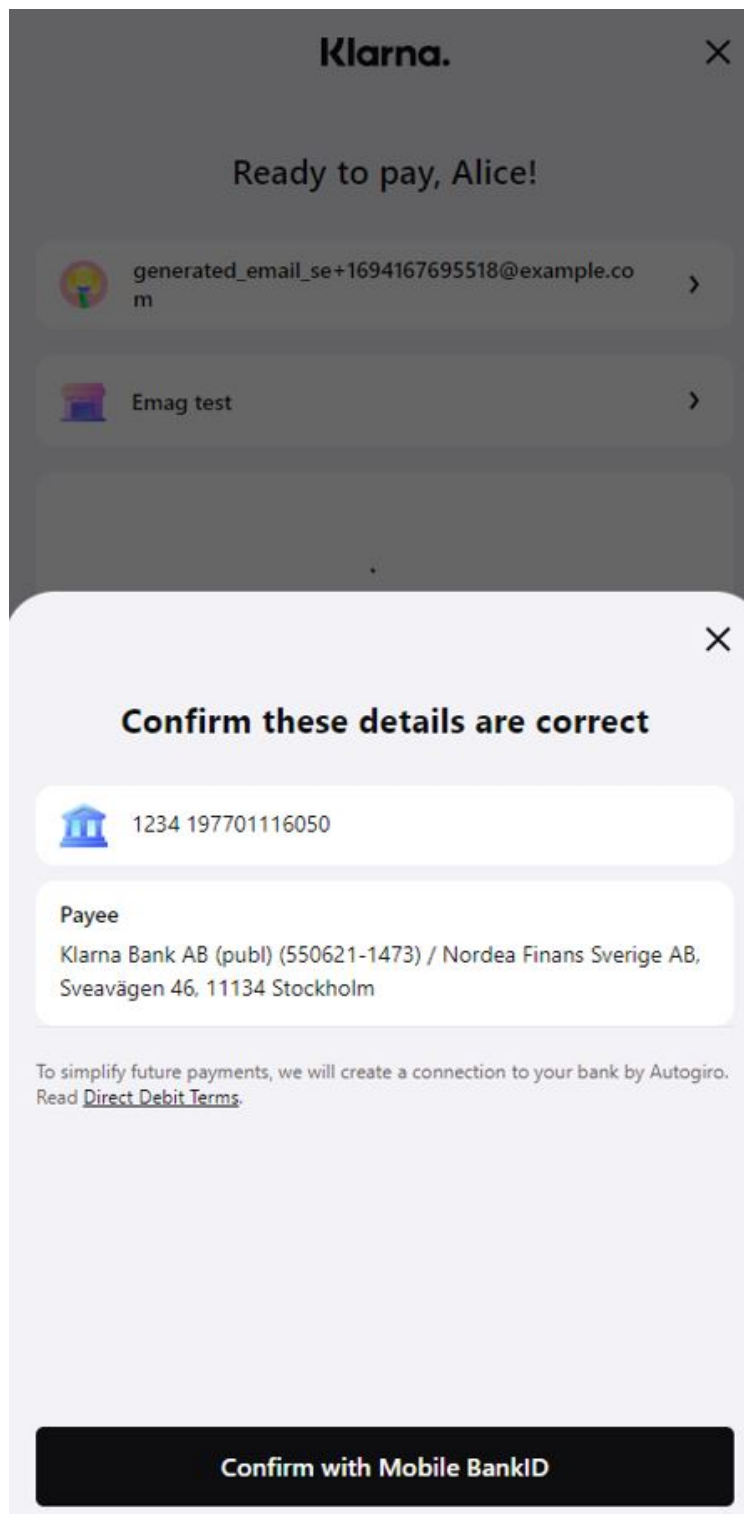 Klarna.
Ready to pay, Alice!
generated_email_se+1694167695518@example.co
m
Emag test
Confirm these details are correct
1234 197701116050
Payee
Klarna Bank AB (publ) (550621-1473) / Nordea Finans Sverige AB,
Sveavägen 46, 11134 Stockholm
To simplify future payments, we will create a connection to your bank by Autogiro.
Read Direct Debit Terms.
Confirm with Mobile BankID